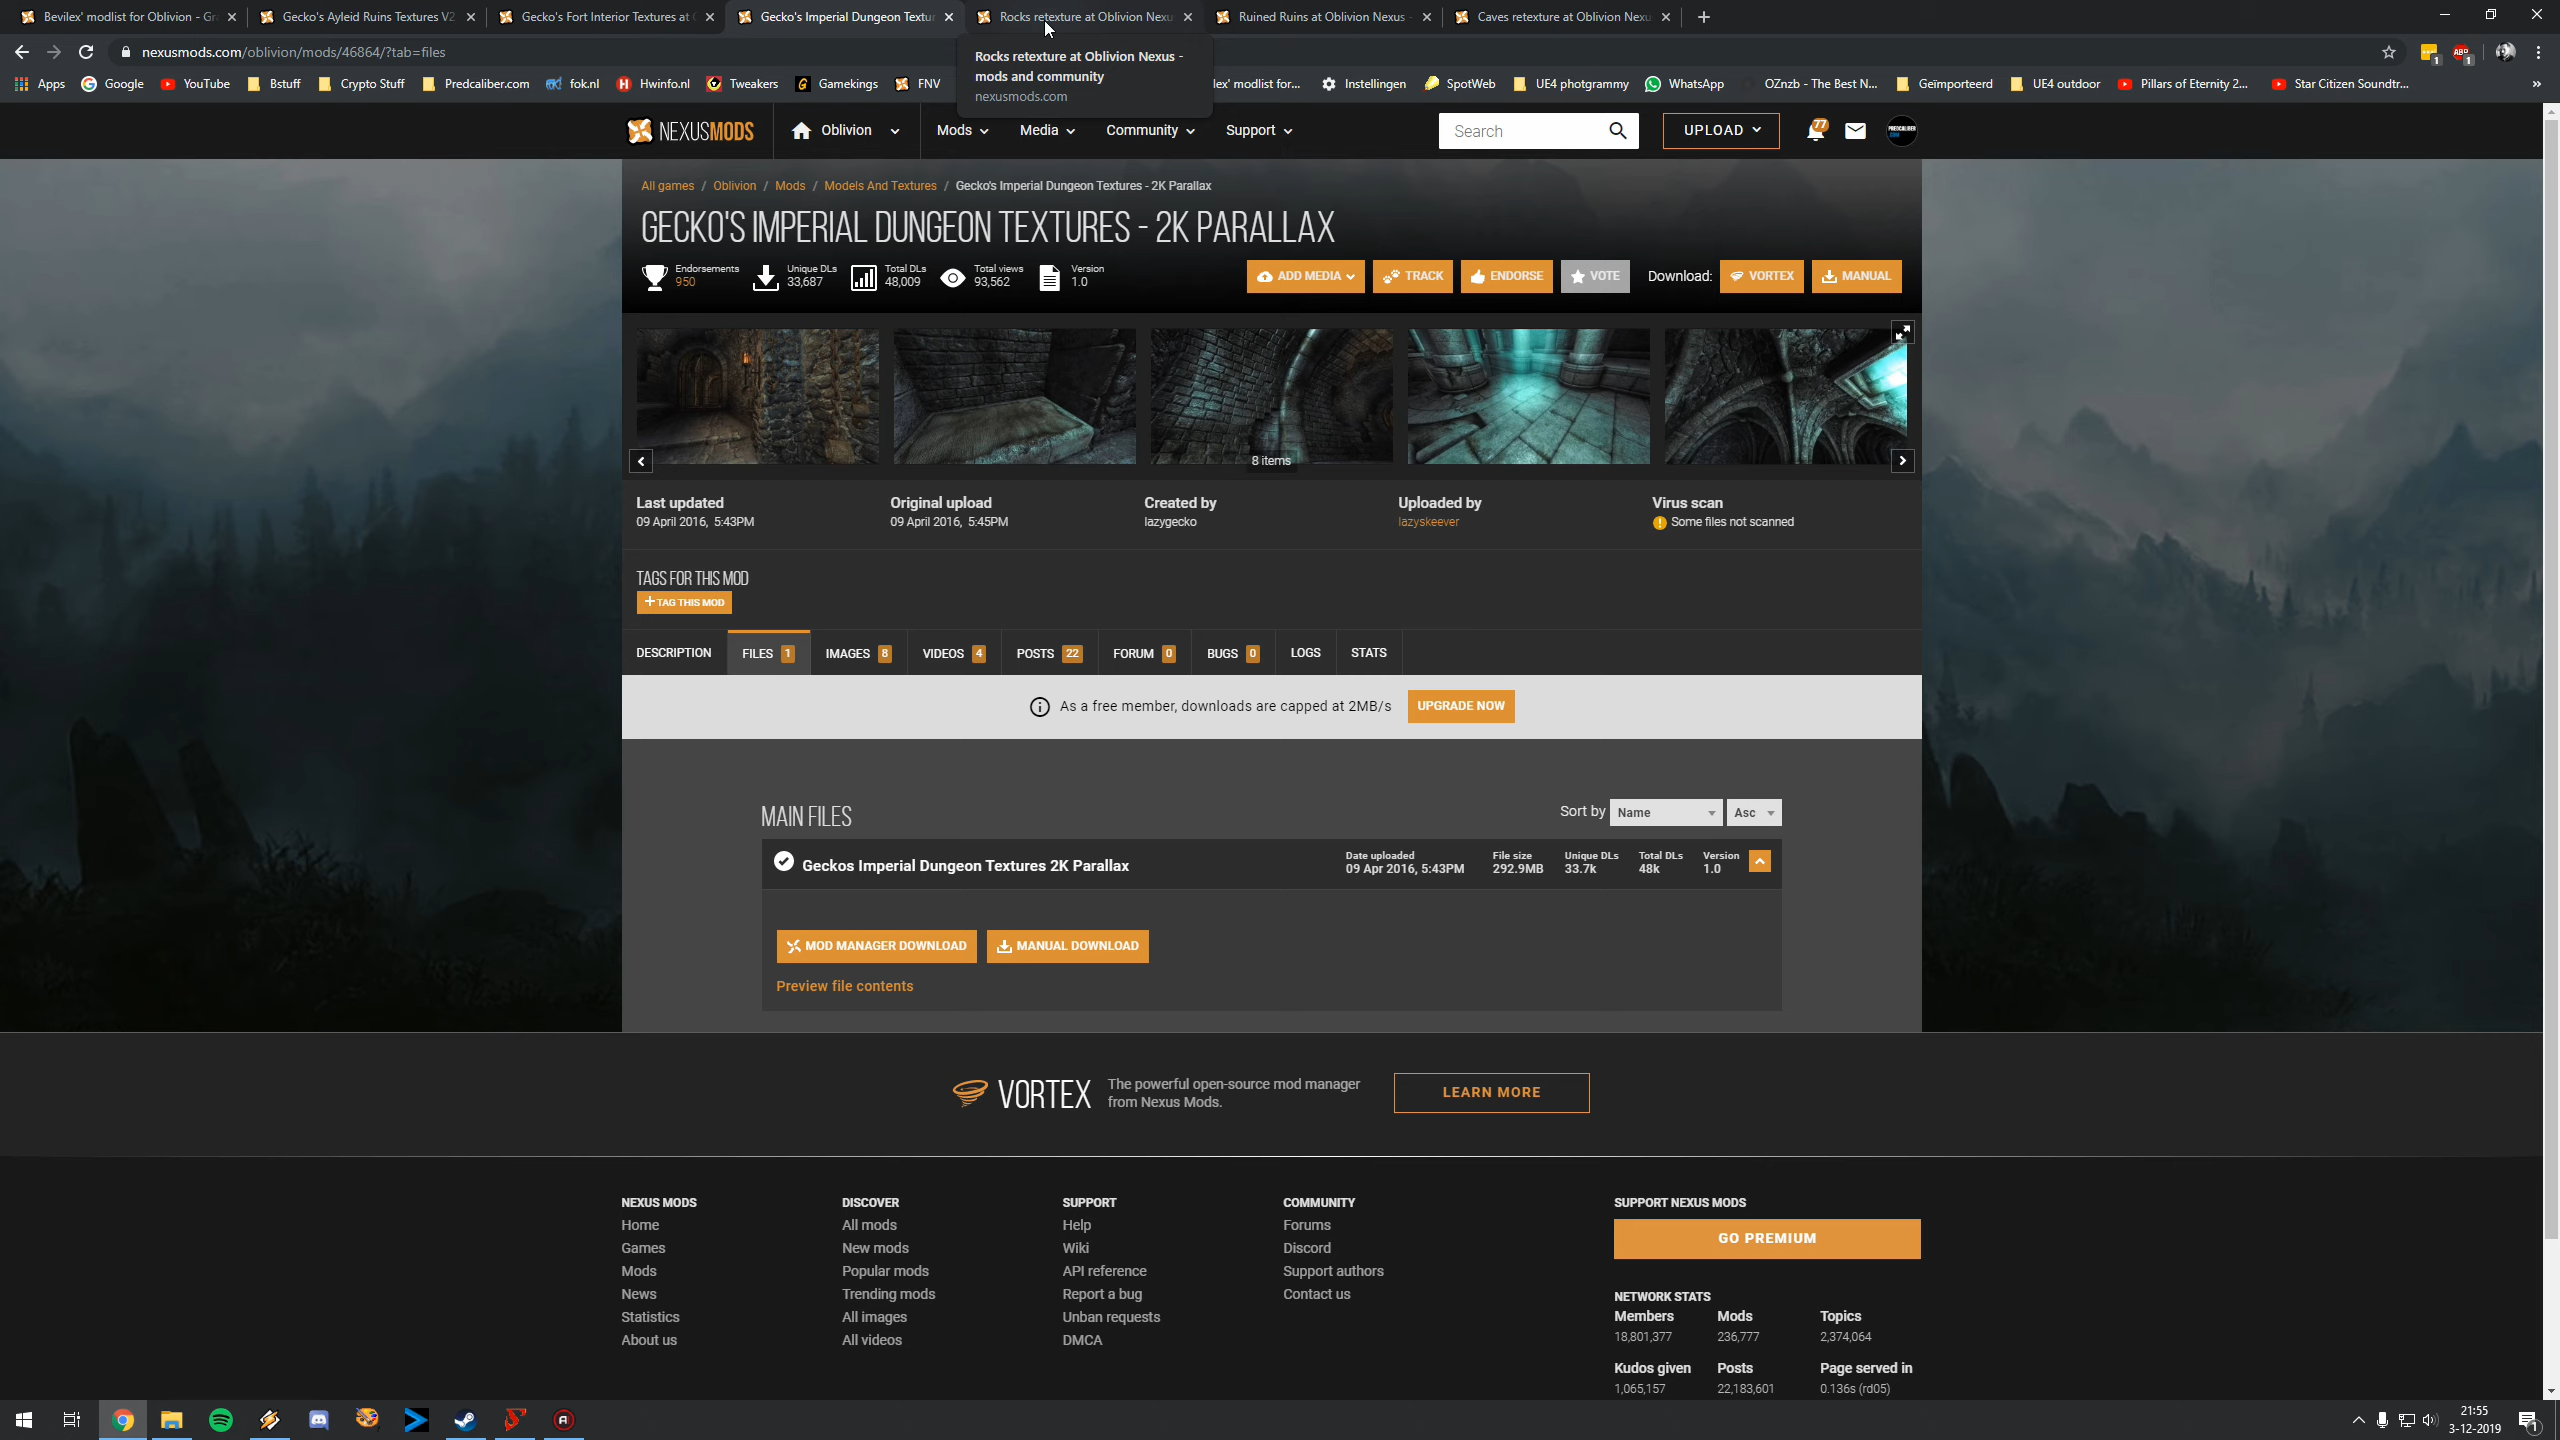 Bevilex' modlist for Oblivion - Gr
Gecko's Ayleid Ruins Textures V2
Gecko's Fort Interior Textures at
Gecko's Imperial Dungeon Textur
Rocks retexture at Oblivion Nexu
Ruined Ruins at Oblivion Nexus -
Caves retexture at Oblivion Nexu
nexusmods.com/oblivion/mods/46864/?tab=files
Rocks retexture at Oblivion Nexus -
mods and community
nexusmods.com
Apps Google YouTube Bstuff Crypto Stuff Predcaliber.com fok.nl Hwinfo.nl Tweakers Gamekings FNV lex' modlist for... Instellingen SpotWeb UE4 photgrammy WhatsApp OZnzb - The Best N... Geïmporteerd UE4 outdoor Pillars of Eternity 2... Star Citizen Soundtr... »
NEXUSMODS Oblivion Mods Media Community Support Search UPLOAD 77
All games / Oblivion / Mods / Models And Textures / Gecko's Imperial Dungeon Textures - 2K Parallax
GECKO'S IMPERIAL DUNGEON TEXTURES - 2K PARALLAX
Endorsements Unique DLs Total DLs Total views Version
950 33,687 48,009 93,562 1.0
ADD MEDIA TRACK ENDORSE VOTE Download: VORTEX MANUAL
8 items
Last updated Original upload Created by Uploaded by Virus scan
09 April 2016, 5:43PM 09 April 2016, 5:45PM lazygecko lazyskeever Some files not scanned
TAGS FOR THIS MOD
+ TAG THIS MOD
DESCRIPTION FILES 1 IMAGES 8 VIDEOS 4 POSTS 22 FORUM 0 BUGS 0 LOGS STATS
As a free member, downloads are capped at 2MB/s UPGRADE NOW
MAIN FILES Sort by Name Asc
Geckos Imperial Dungeon Textures 2K Parallax
Date uploaded File size Unique DLs Total DLs Version
09 Apr 2016, 5:43PM 292.9MB 33.7k 48k 1.0
MOD MANAGER DOWNLOAD MANUAL DOWNLOAD
Preview file contents
VORTEX The powerful open-source mod manager
from Nexus Mods.
LEARN MORE
NEXUS MODS DISCOVER SUPPORT COMMUNITY SUPPORT NEXUS MODS
Home All mods Help Forums
GO PREMIUM
Games New mods Wiki Discord
Mods Popular mods API reference Support authors
News Trending mods Report a bug Contact us
NETWORK STATS
Statistics All images Unban requests
Members Mods Topics
About us All videos DMCA
18,801,377 236,777 2,374,064
Kudos given Posts Page served in
1,065,157 22,183,601 0.136s (rd05)
21:55
3-12-2019
1